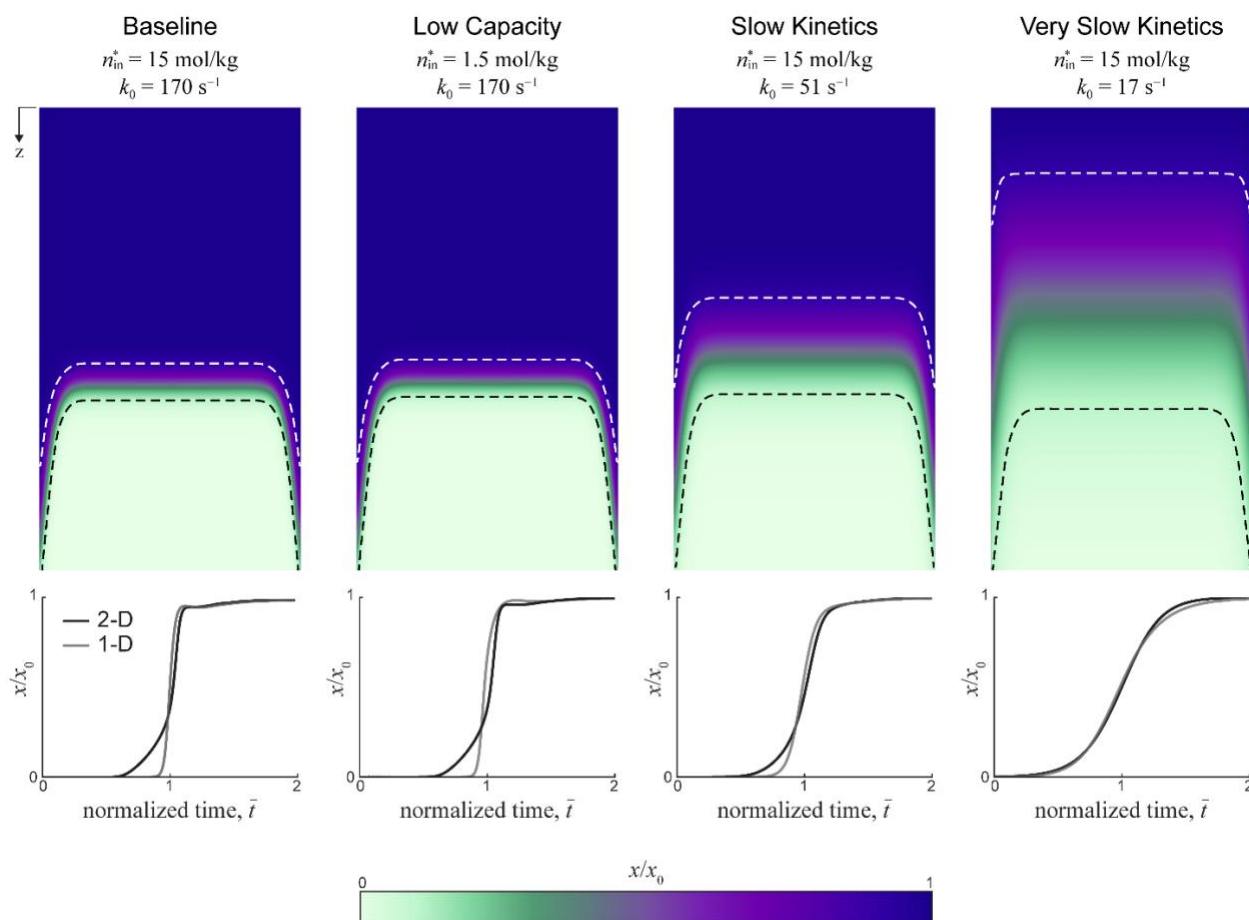 Baseline
n*in = 15 mol/kg
k0 = 170 s⁻¹
Low Capacity
n*in = 1.5 mol/kg
k0 = 170 s⁻¹
Slow Kinetics
n*in = 15 mol/kg
k0 = 51 s⁻¹
Very Slow Kinetics
n*in = 15 mol/kg
k0 = 17 s⁻¹
z
1
x/x0
0
2-D
1-D
1
2
normalized time, t̄
1
x/x0
0
0
1
2
normalized time, t̄
1
x/x0
0
0
1
2
normalized time, t̄
1
x/x0
0
0
1
2
normalized time, t̄
x/x0
0
1